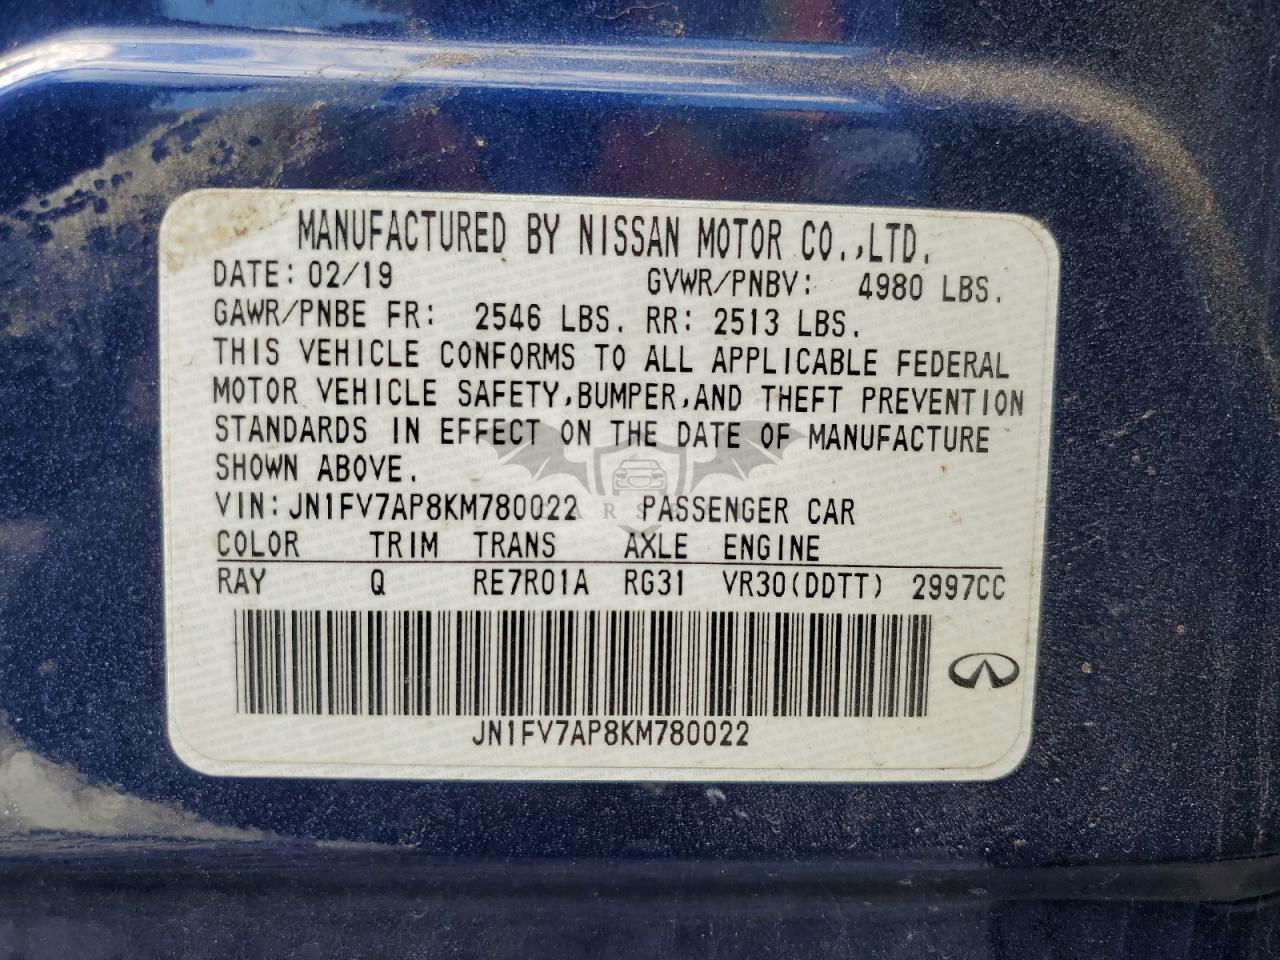 MANUFACTURED BY NISSAN MOTOR CO.,LTD.
DATE: 02/19 GVWR/PNBV: 4980 LBS.
GAWR/PNBE FR: 2546 LBS. RR: 2513 LBS.
THIS VEHICLE CONFORMS TO ALL APPLICABLE FEDERAL
MOTOR VEHICLE SAFETY,BUMPER,AND THEFT PREVENTION
STANDARDS IN EFFECT ON THE DATE OF MANUFACTURE
SHOWN ABOVE.
VIN:JN1FV7AP8KM780022 PASSENGER CAR
COLOR TRIM TRANS AXLE ENGINE
RAY Q RE7R01A RG31 VR30(DDTT) 2997CC
JN1FV7AP8KM780022